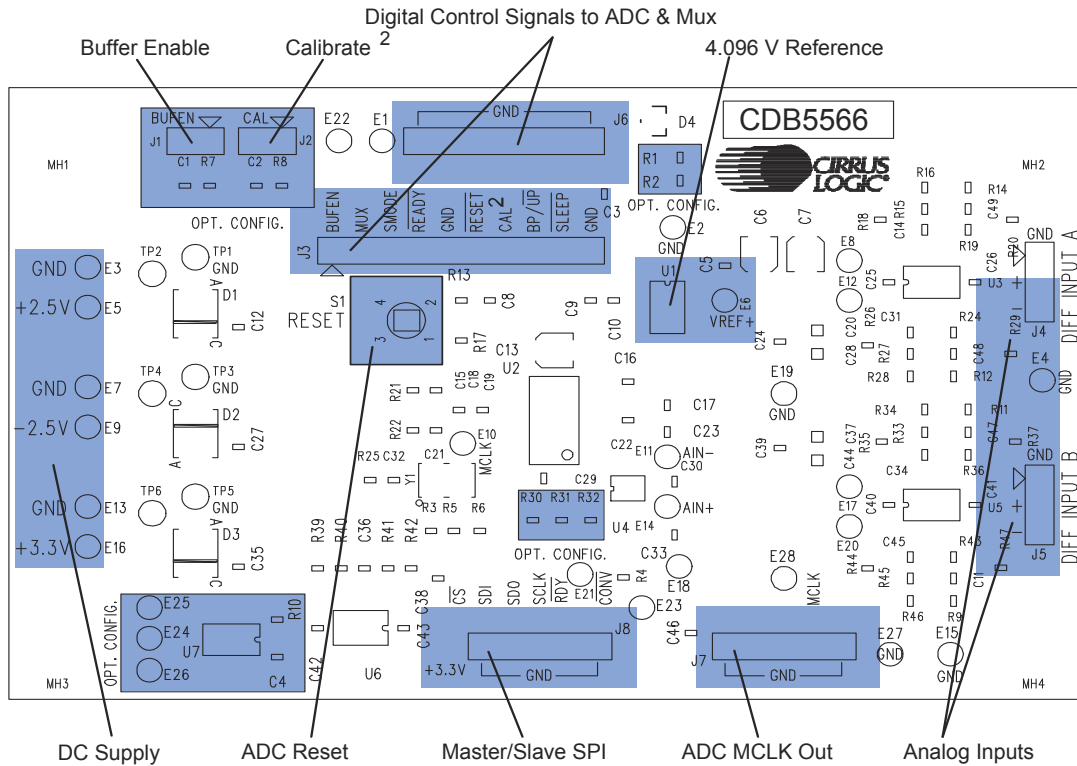 Digital Control Signals to ADC & Mux
Buffer Enable
Calibrate 2
4.096 V Reference
BUFEN
CAL
J1
J2
C1 R7
C2 R8
E22
E1
GND
J6
D4
CDB5566
CIRRUS LOGIC®
MH1
MH2
R1
R2
OPT. CONFIG.
OPT. CONFIG.
BUFEN
MUX
SMODE
READY
GND
RESET
CAL 2
BP/UP
SLEEP
GND
C3
J3
R13
E2
GND
C6
C7
R16
R14
R18
R15
C14
C49
R19
R20
GND
E8
C26
U3
C25
+
−
J4
DIFF INPUT A
GND
E3
+2.5V
E5
TP2
TP1
GND
A
D1
C
C12
S1
RESET
4
2
3
1
C8
R17
C9
C10
U1
C5
E6
VREF+
E12
C20
R26
C31
R24
R29
C24
C28
R27
C48
R28
R12
E4
GND
GND
E7
-2.5V
E9
TP4
TP3
GND
C
D2
A
C27
C13
U2
C16
R21
C15
C18
C19
R22
E10
MCLK
C17
C22
C23
E11
AIN-
C30
E19
GND
C39
R34
R11
R33
C47
C37
R35
R37
R36
C44
C34
GND
C41
U5
+
−
J5
DIFF INPUT B
GND
E13
+3.3V
E16
TP6
TP5
GND
A
D3
C
C35
R25
C32
Y1
C21
R3 R5 R6
R39
R40
C36
R41
R42
C29
R30 R31 R32
U4
OPT. CONFIG.
E14
AIN+
C33
E18
E17
C40
E20
C45
R43
R47
R44
R45
C11
R46
R9
E28
MCLK
OPT. CONFIG.
E25
E24
E26
U7
R10
C4
C42
U6
C43
C38
CS
SDI
SDO
SCLK
RDY
E21
CONV
R4
E23
J8
+3.3V
GND
C46
J7
GND
E27
GND
E15
GND
MH3
MH4
DC Supply
ADC Reset
Master/Slave SPI
ADC MCLK Out
Analog Inputs